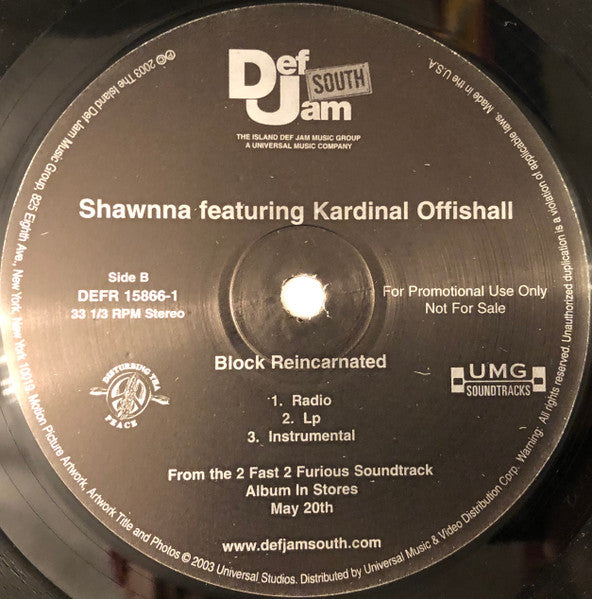 Def Jam
SOUTH
THE ISLAND DEF JAM MUSIC GROUP
A UNIVERSAL MUSIC COMPANY
Shawnna featuring Kardinal Offishall
Side B
DEFR 15866-1
33 1/3 RPM Stereo
For Promotional Use Only
Not For Sale
Block Reincarnated
DISTURBING THA
PEACE
UMG
SOUNDTRACKS
1. Radio
2. Lp
3. Instrumental
From the 2 Fast 2 Furious Soundtrack
Album In Stores
May 20th
www.defjamsouth.com
℗© 2003 The Island Def Jam Music Group, 825 Eighth Ave., New York, New York, 10019. Motion Picture Artwork, Artwork Title and Photos © 2003 Universal Studios. Distributed by Universal Music & Video Distribution Corp. Warning: All rights reserved. Unauthorized duplication is a violation of applicable laws. Made in the U.S.A.